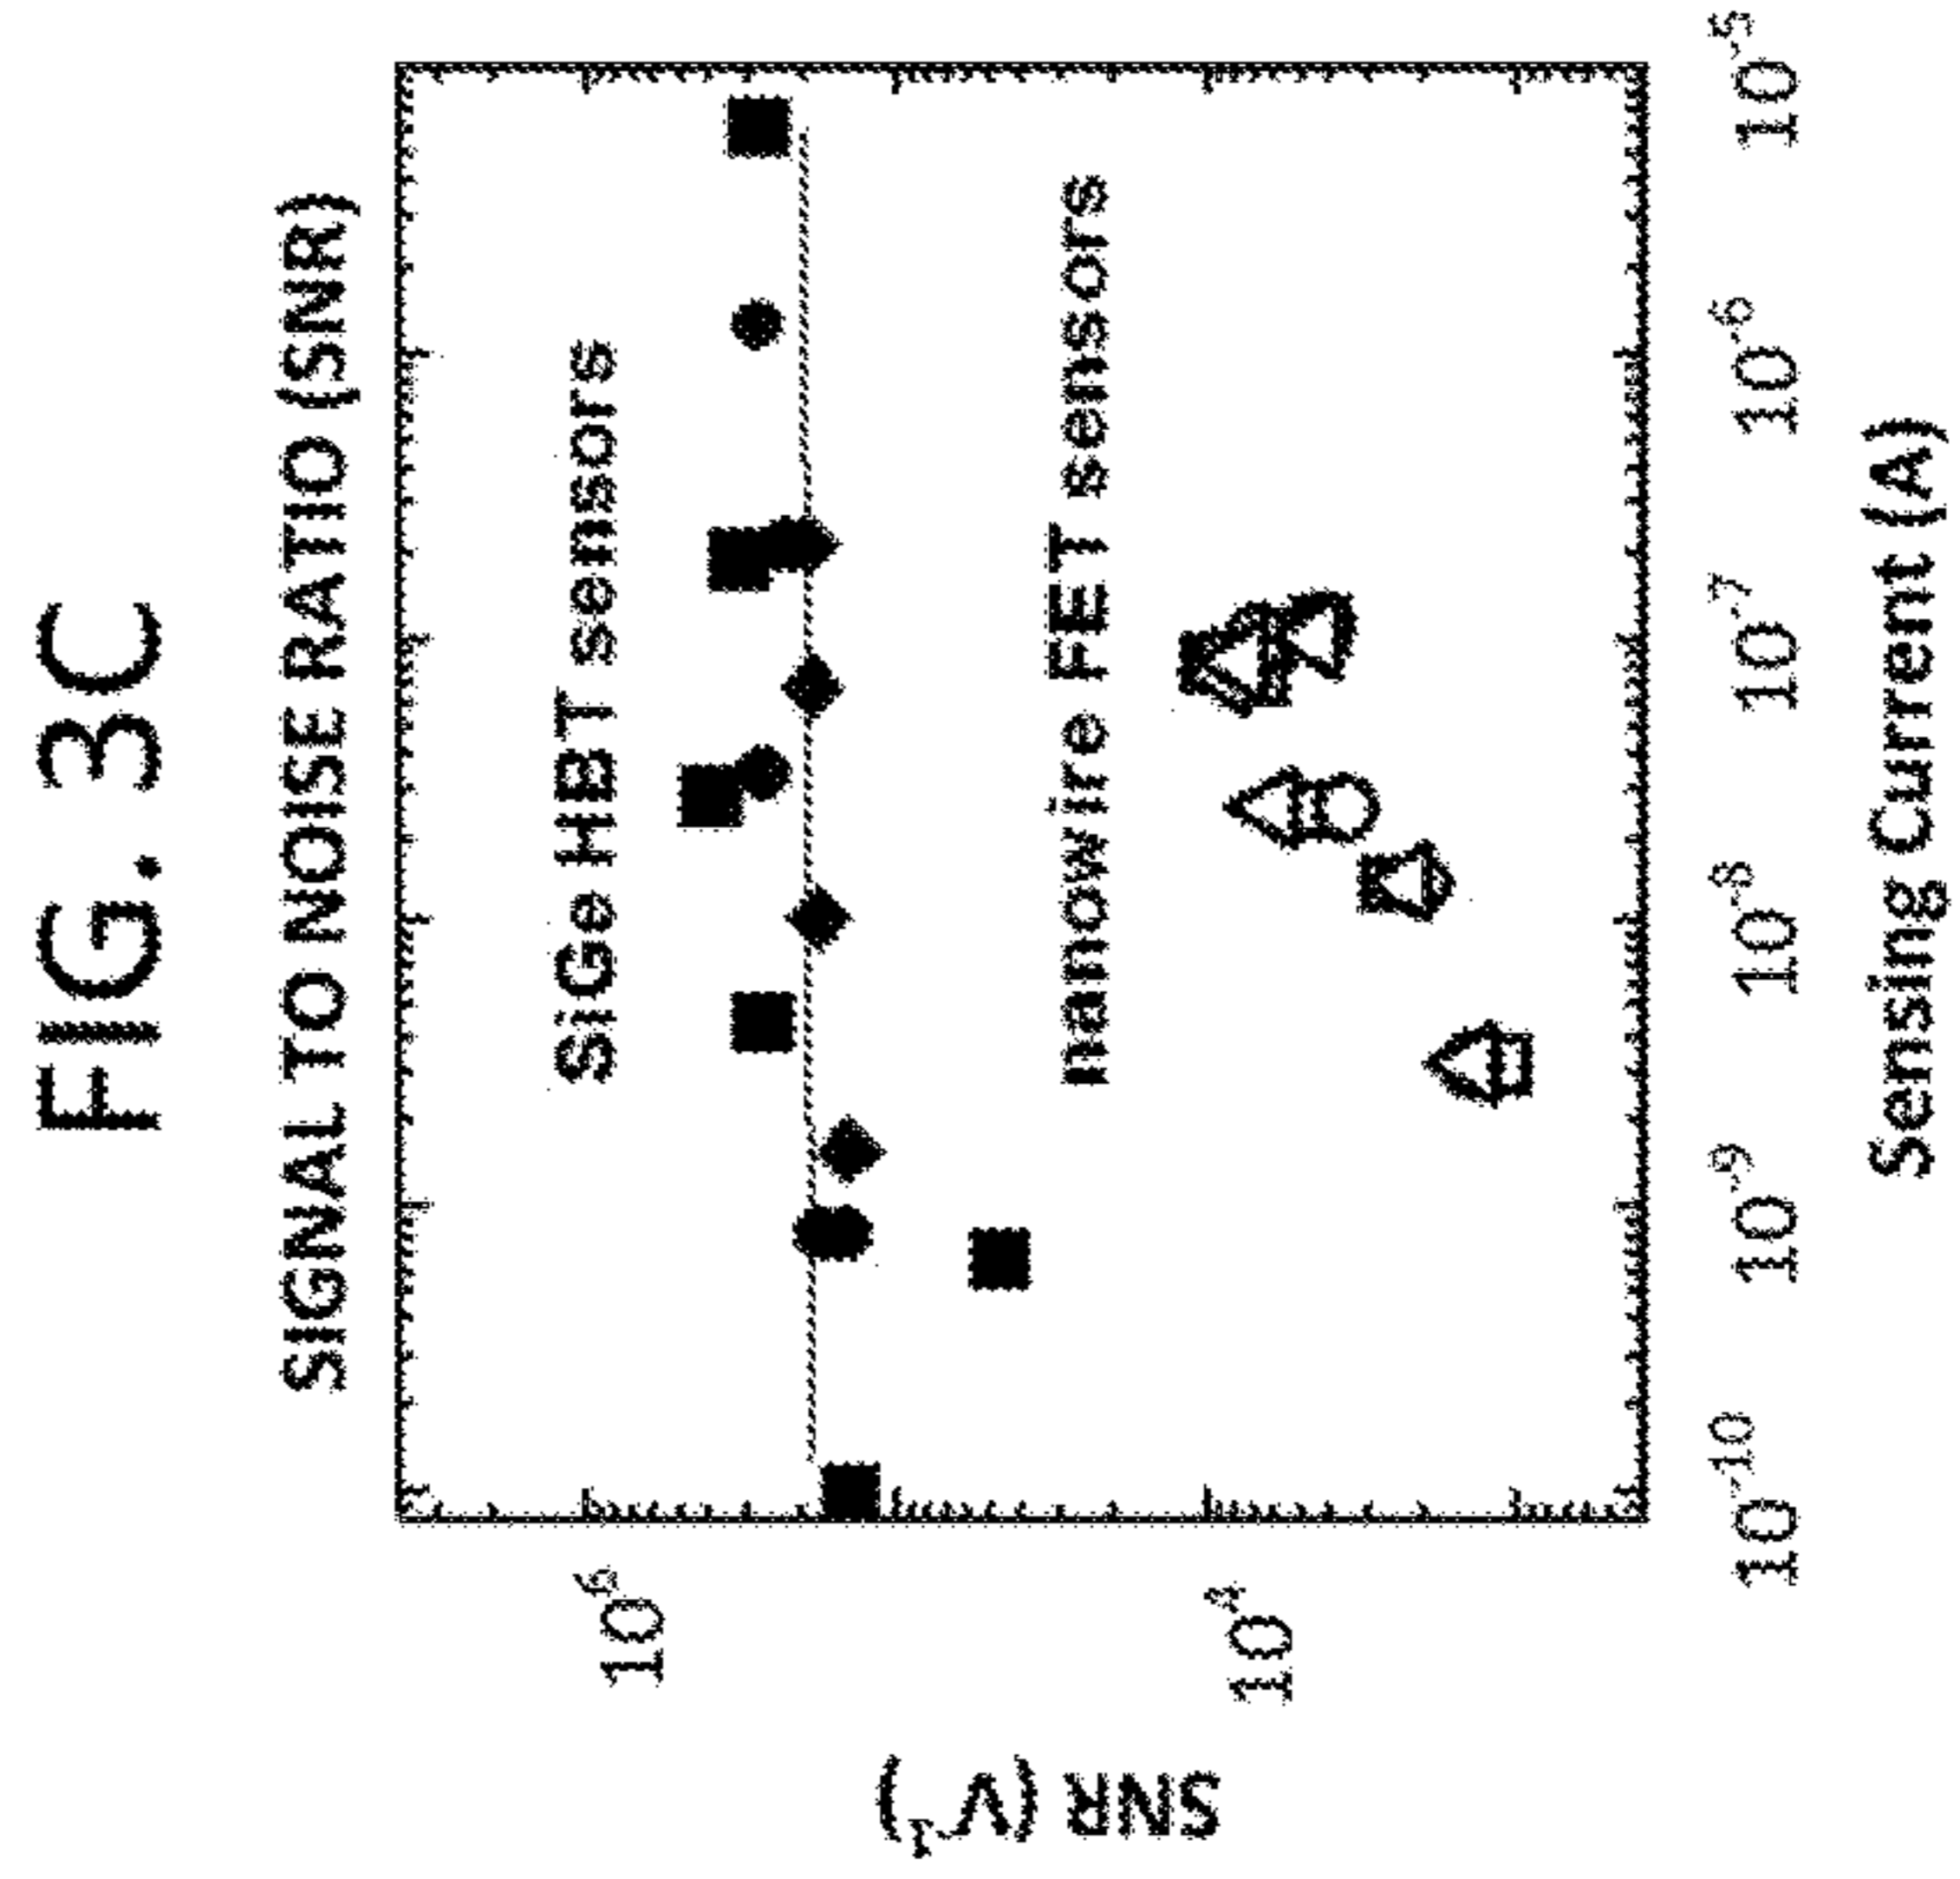 FIG. 3C
SIGNAL TO NOISE RATIO (SNR)
SiGe HBT sensors
nanowire FET sensors
10⁶
10⁴
SNR (V⁻¹)
10⁻¹⁰ 10⁻⁹ 10⁻⁸ 10⁻⁷ 10⁻⁶ 10⁻⁵
Sensing Current (A)